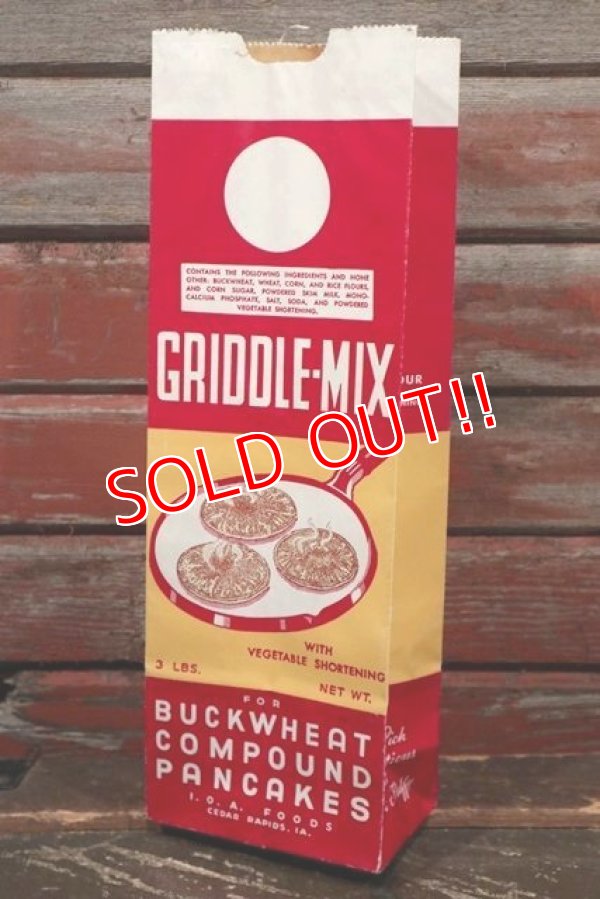 CONTAINS THE FOLLOWING INGREDIENTS AND NONE
OTHER. BUCKWHEAT, WHEAT, CORN, AND RICE FLOURS,
AND CORN SUGAR, POWDERED SKIM MILK, MONO-
CALCIUM PHOSPHATE, SALT, SODA, AND POWDERED
VEGETABLE SHORTENING.
GRIDDLE-MIX
SOLD OUT!!
WITH
VEGETABLE SHORTENING
3 LBS.
NET WT.
FOR
BUCKWHEAT
COMPOUND
PANCAKES
I. O. A. FOODS
CEDAR RAPIDS, IA.